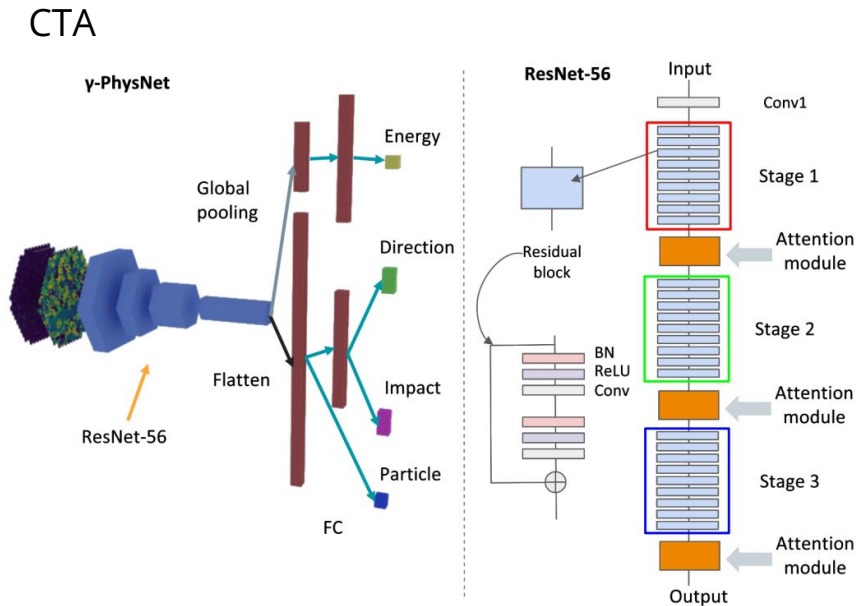 CTA
γ-PhysNet
Energy
Global
pooling
Direction
Flatten
Impact
ResNet-56
Particle
FC
ResNet-56
Input
Conv1
Stage 1
Residual
block
Attention
module
Stage 2
BN
ReLU
Conv
Attention
module
Stage 3
Attention
module
Output